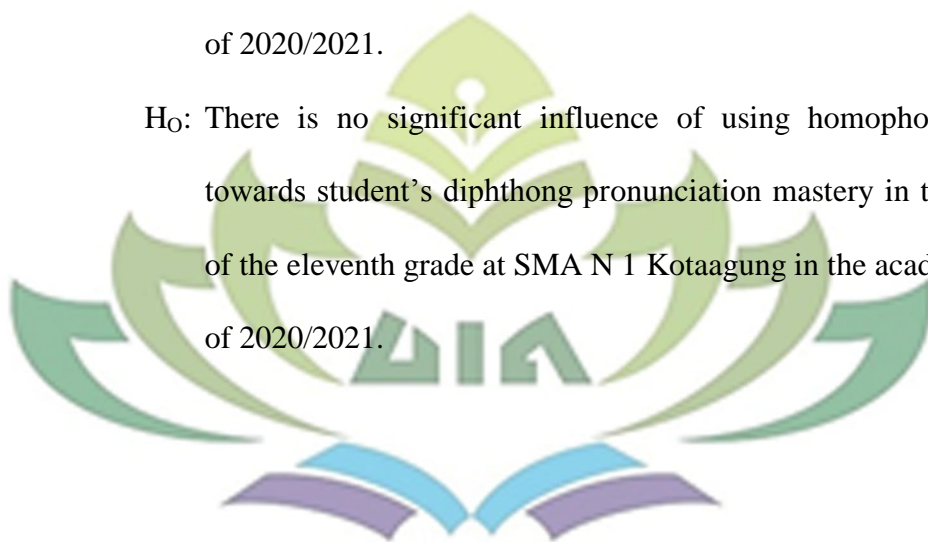 of 2020/2021.
HO: There is no significant influence of using homopho
towards student’s diphthong pronunciation mastery in t
of the eleventh grade at SMA N 1 Kotaagung in the acad
of 2020/2021.
UIN